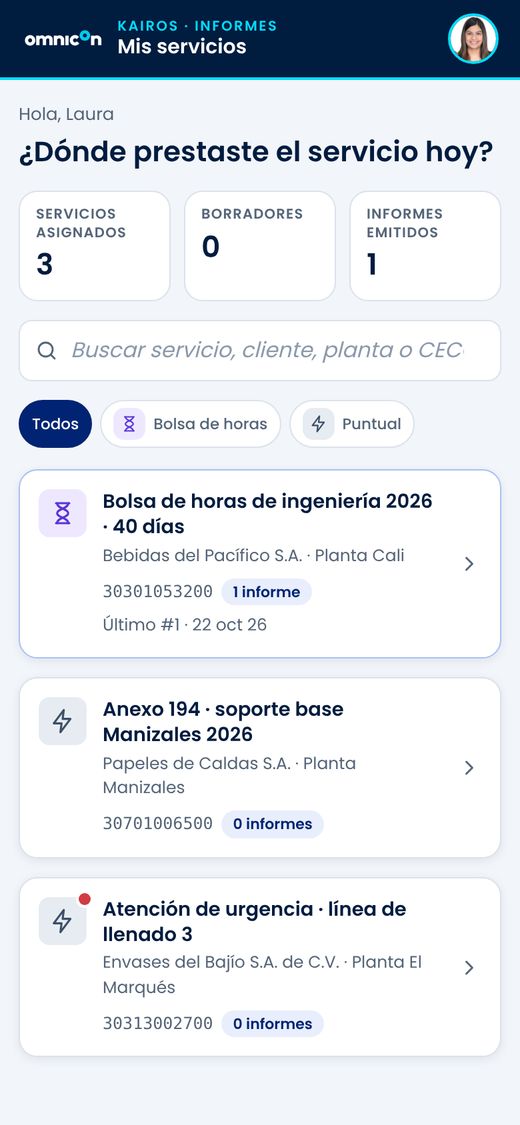 omnicon
KAIROS · INFORMES
Mis servicios
Hola, Laura
¿Dónde prestaste el servicio hoy?
SERVICIOS
ASIGNADOS
3
BORRADORES
0
INFORMES
EMITIDOS
1
Buscar servicio, cliente, planta o CEC
Todos
Bolsa de horas
Puntual
Bolsa de horas de ingeniería 2026
· 40 días
Bebidas del Pacífico S.A. · Planta Cali
30301053200 1 informe
Último #1 · 22 oct 26
Anexo 194 · soporte base
Manizales 2026
Papeles de Caldas S.A. · Planta
Manizales
30701006500 0 informes
Atención de urgencia · línea de
llenado 3
Envases del Bajío S.A. de C.V. · Planta El
Marqués
30313002700 0 informes